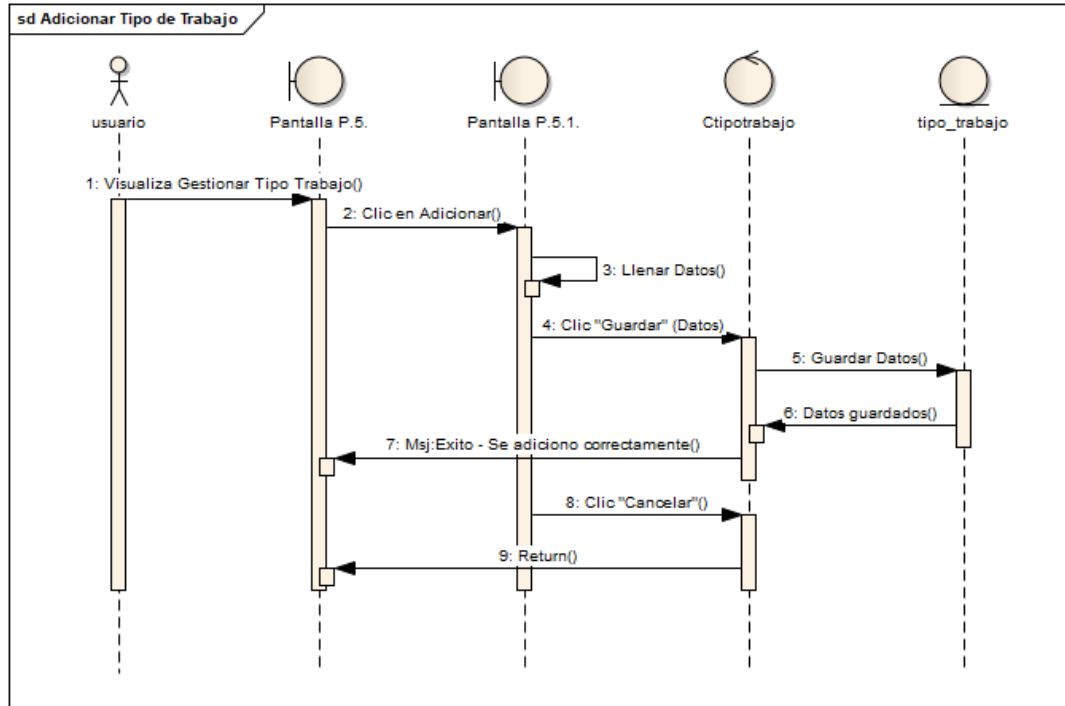 sd Adicionar Tipo de Trabajo
usuario
Pantalla P.5.
Pantalla P.5.1.
Ctipotrabajo
tipo_trabajo
1: Visualiza Gestionar Tipo Trabajo()
2: Clic en Adicionar()
3: Llenar Datos()
4: Clic "Guardar" (Datos)
5: Guardar Datos()
6: Datos guardados()
7: Msj:Exito - Se adiciono correctamente()
8: Clic "Cancelar"()
9: Return()